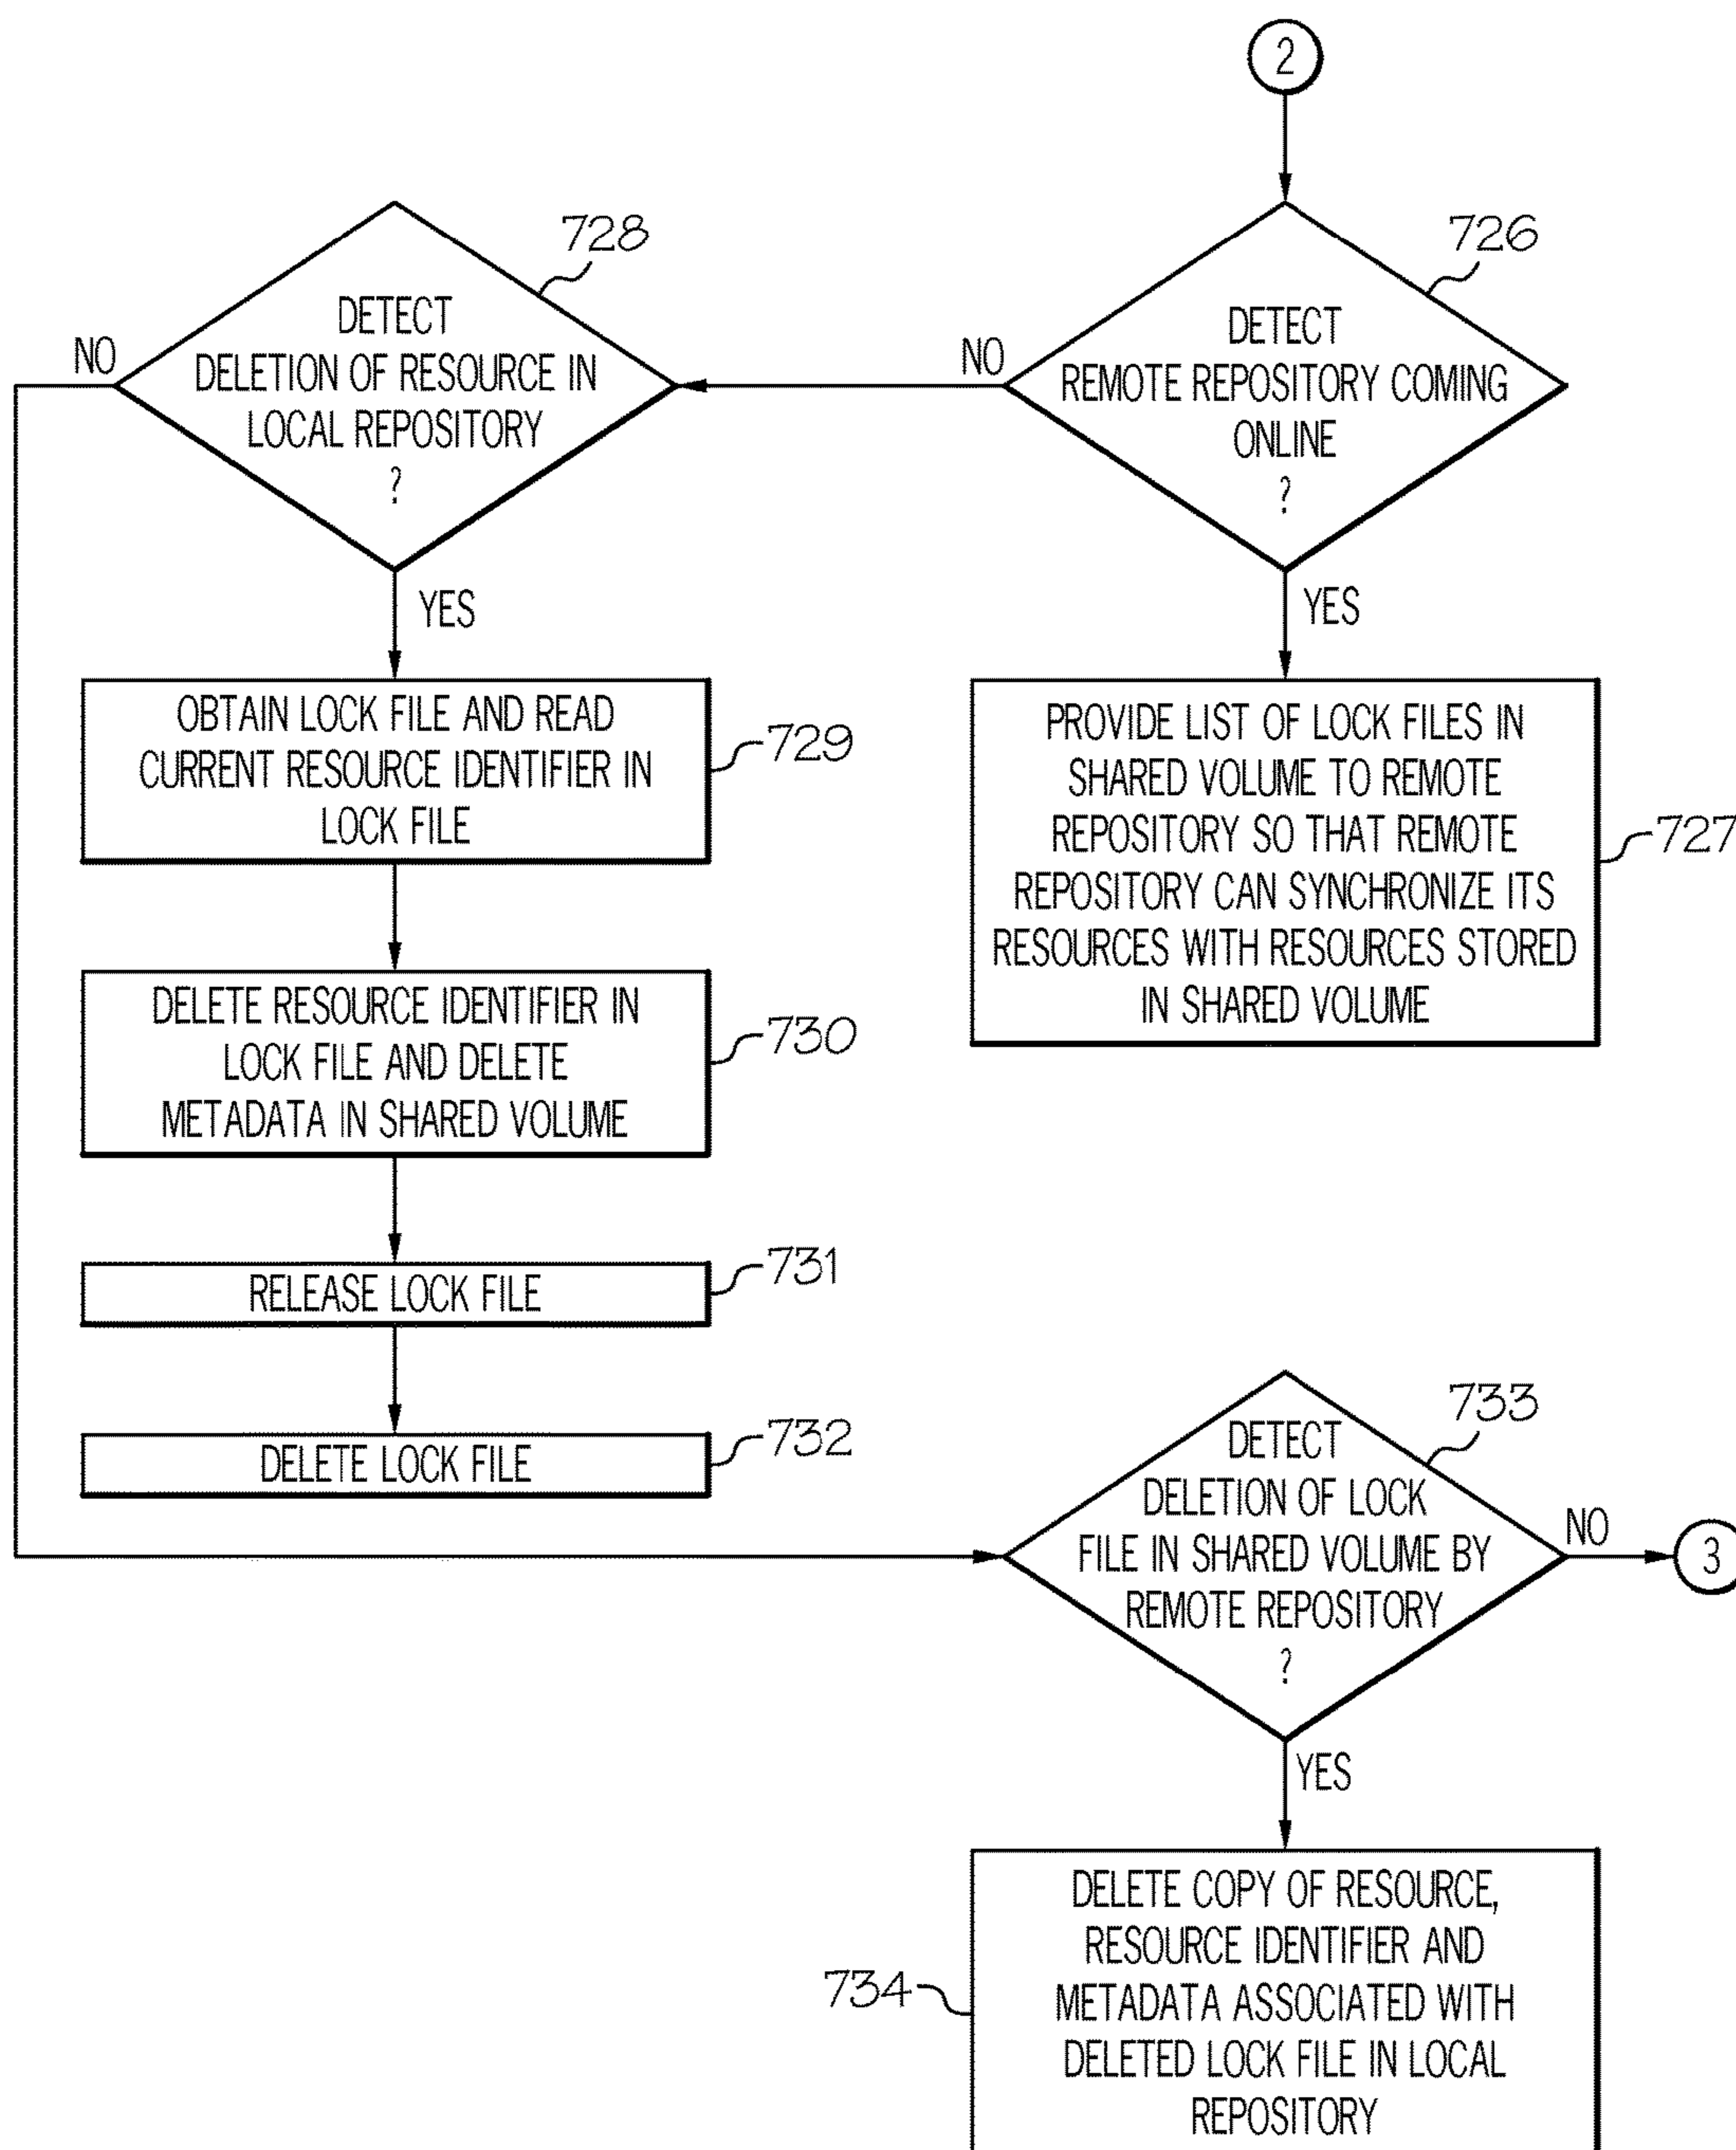 2
728
726
DETECT
DELETION OF RESOURCE IN
LOCAL REPOSITORY
?
NO
YES
DETECT
REMOTE REPOSITORY COMING
ONLINE
?
NO
YES
OBTAIN LOCK FILE AND READ
CURRENT RESOURCE IDENTIFIER IN
LOCK FILE
729
PROVIDE LIST OF LOCK FILES IN
SHARED VOLUME TO REMOTE
REPOSITORY SO THAT REMOTE
REPOSITORY CAN SYNCHRONIZE ITS
RESOURCES WITH RESOURCES STORED
IN SHARED VOLUME
727
DELETE RESOURCE IDENTIFIER IN
LOCK FILE AND DELETE
METADATA IN SHARED VOLUME
730
RELEASE LOCK FILE
731
DELETE LOCK FILE
732
733
DETECT
DELETION OF LOCK
FILE IN SHARED VOLUME BY
REMOTE REPOSITORY
?
NO
3
YES
DELETE COPY OF RESOURCE,
RESOURCE IDENTIFIER AND
METADATA ASSOCIATED WITH
DELETED LOCK FILE IN LOCAL
REPOSITORY
734